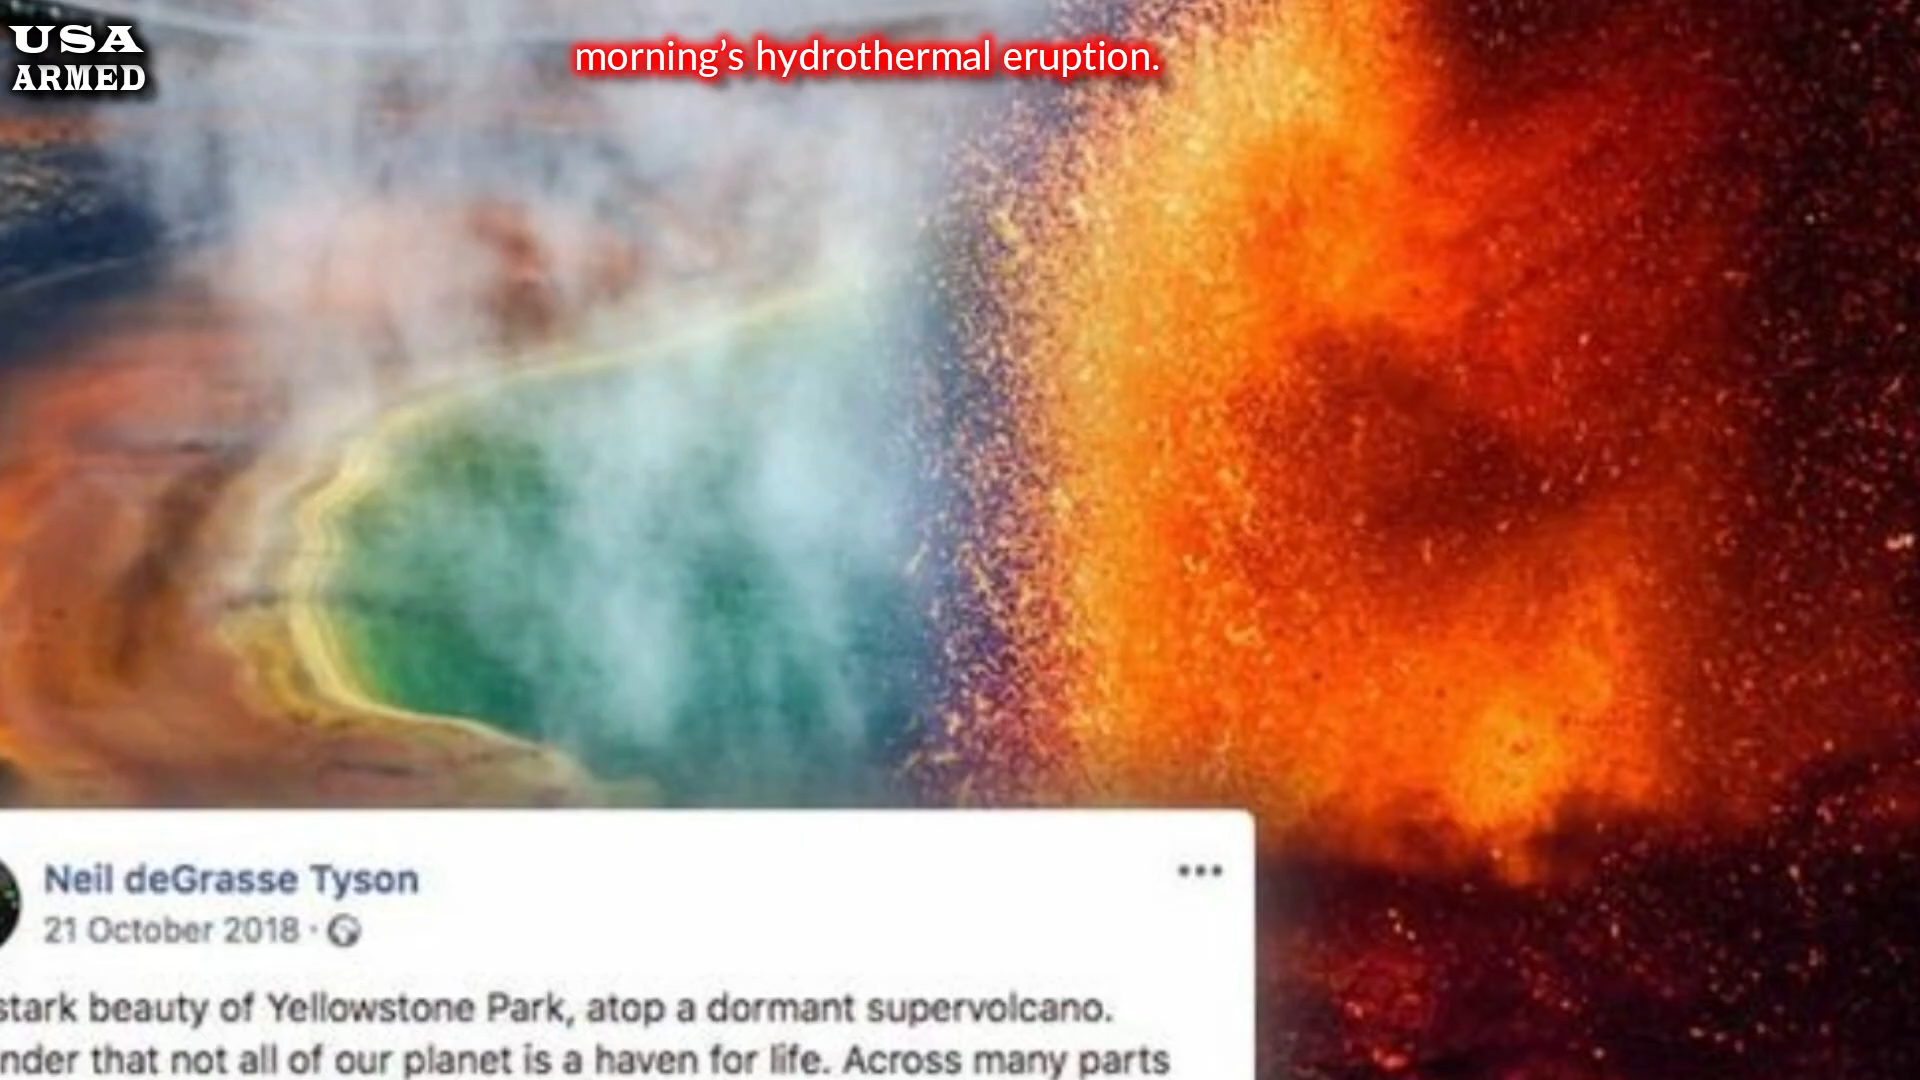 USA
ARMED
morning’s hydrothermal eruption.
Neil deGrasse Tyson
21 October 2018 ·
stark beauty of Yellowstone Park, atop a dormant supervolcano.
that not all of our planet is a haven for life. Across many parts